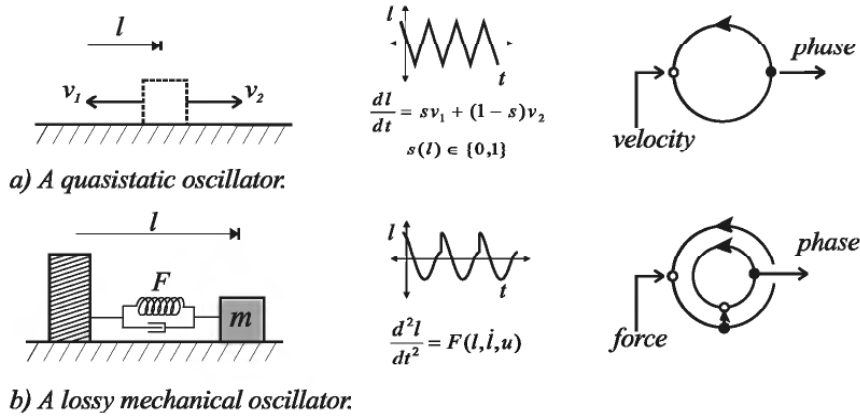 l
v₁
v₂
l
t
dl/dt = sv₁ + (1 − s)v₂
s(l) ∈ {0,1}
velocity
phase
a) A quasistatic oscillator.
l
F
m
l
t
d²l/dt² = F(l,l̇,u)
force
phase
b) A lossy mechanical oscillator.